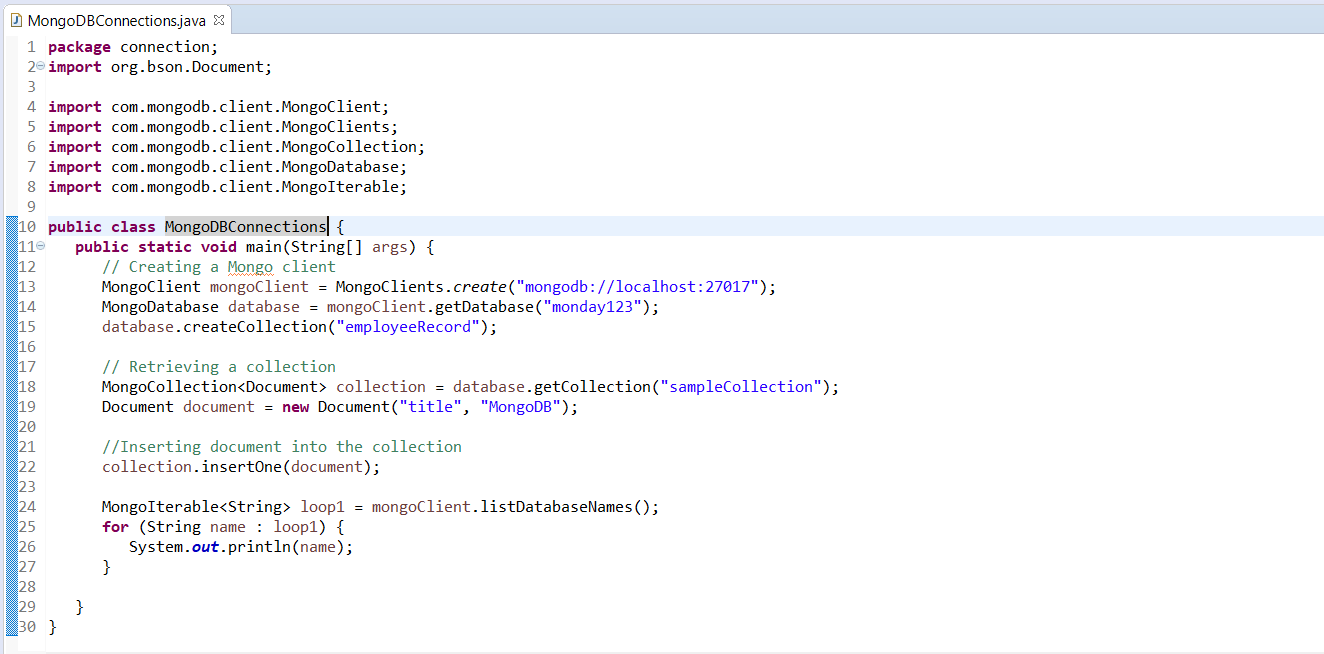 MongoDBConnections.java
1 package connection;
2 import org.bson.Document;
3
4 import com.mongodb.client.MongoClient;
5 import com.mongodb.client.MongoClients;
6 import com.mongodb.client.MongoCollection;
7 import com.mongodb.client.MongoDatabase;
8 import com.mongodb.client.MongoIterable;
9
10 public class MongoDBConnections {
11    public static void main(String[] args) {
12       // Creating a Mongo client
13       MongoClient mongoClient = MongoClients.create("mongodb://localhost:27017");
14       MongoDatabase database = mongoClient.getDatabase("monday123");
15       database.createCollection("employeeRecord");
16
17       // Retrieving a collection
18       MongoCollection<Document> collection = database.getCollection("sampleCollection");
19       Document document = new Document("title", "MongoDB");
20
21       //Inserting document into the collection
22       collection.insertOne(document);
23
24       MongoIterable<String> loop1 = mongoClient.listDatabaseNames();
25       for (String name : loop1) {
26          System.out.println(name);
27       }
28
29    }
30 }